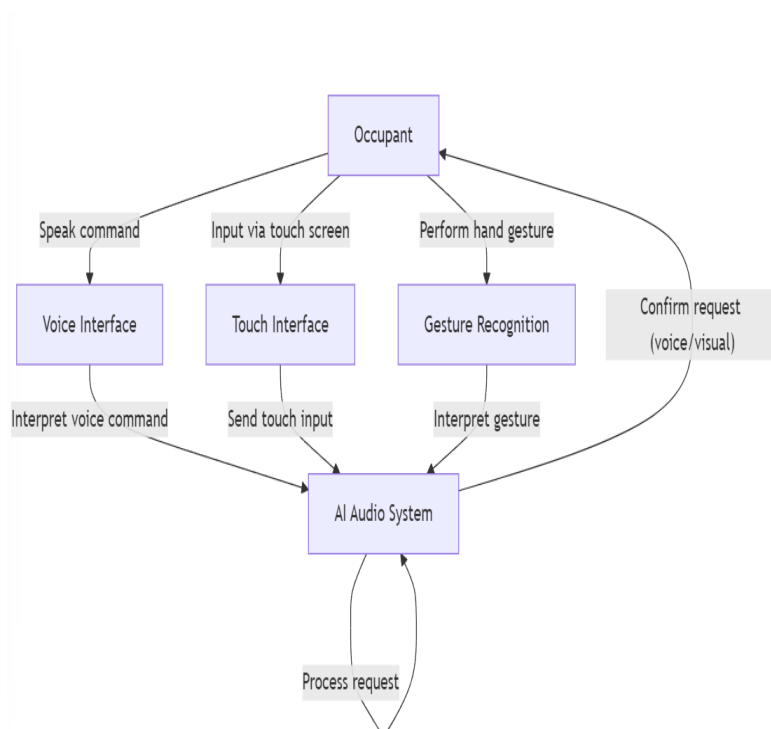 Occupant
Speak command
Input via touch screen
Perform hand gesture
Voice Interface
Touch Interface
Gesture Recognition
Confirm request
(voice/visual)
Interpret voice command
Send touch input
Interpret gesture
AI Audio System
Process request